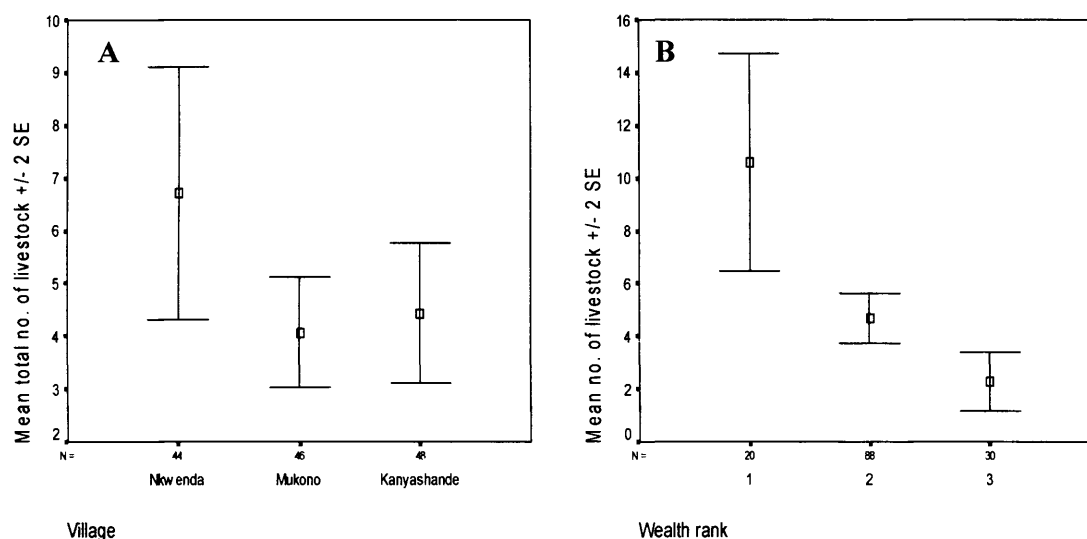 A
Mean total no. of livestock +/- 2 SE
10
9
8
7
6
5
4
3
2
N = 44 46 48
Nkwenda Mukono Kanyashande
Village
B
Mean no. of livestock +/- 2 SE
16
14
12
10
8
6
4
2
0
N = 20 88 30
1 2 3
Wealth rank